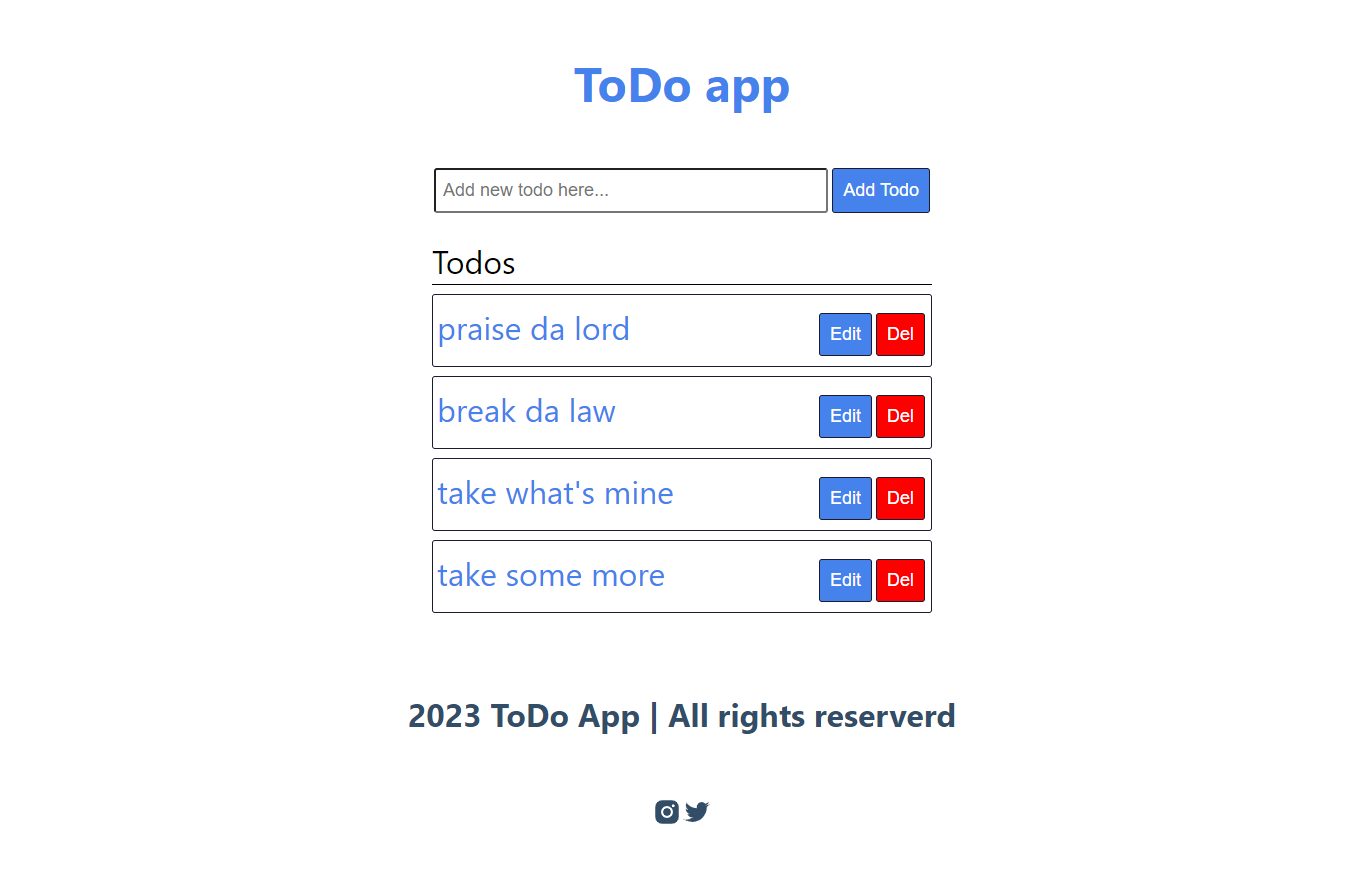 ToDo app
Add new todo here... Add Todo
Todos
praise da lord Edit Del
break da law Edit Del
take what's mine Edit Del
take some more Edit Del
2023 ToDo App | All rights reserverd